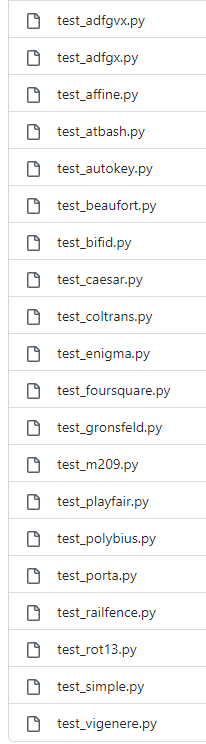 test_adfgvx.py
test_adfgx.py
test_affine.py
test_atbash.py
test_autokey.py
test_beaufort.py
test_bifid.py
test_caesar.py
test_coltrans.py
test_enigma.py
test_foursquare.py
test_gronsfeld.py
test_m209.py
test_playfair.py
test_polybius.py
test_porta.py
test_railfence.py
test_rot13.py
test_simple.py
test_vigenere.py